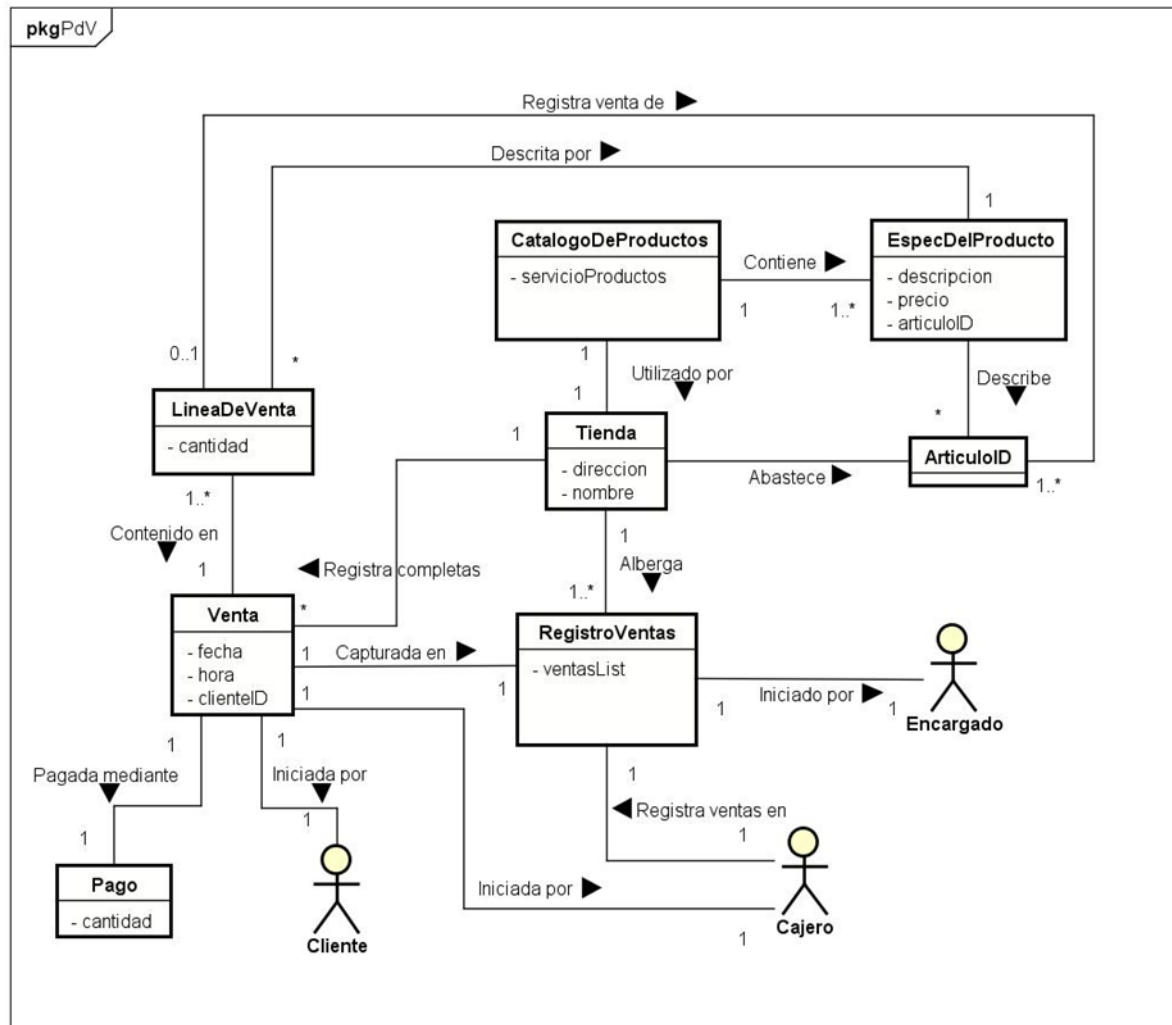 pkgPdV
Registra venta de
Descrita por
1
CatalogoDeProductos
- servicioProductos
Contiene
1
1..*
EspecDelProducto
- descripcion
- precio
- articuloID
0..1
*
1
Utilizado por
1
Describe
*
LineaDeVenta
- cantidad
1
Tienda
- direccion
- nombre
Abastece
ArticuloID
1..*
1..*
Contenido en
1
Registra completas
1
Alberga
1..*
*
Venta
- fecha
- hora
- clienteID
1
Capturada en
1
RegistroVentas
- ventasList
1
Iniciado por
1
Encargado
1
1
Pagada mediante
1
1
Iniciada por
1
1
Registra ventas en
1
Pago
- cantidad
Cliente
Iniciada por
1
Cajero